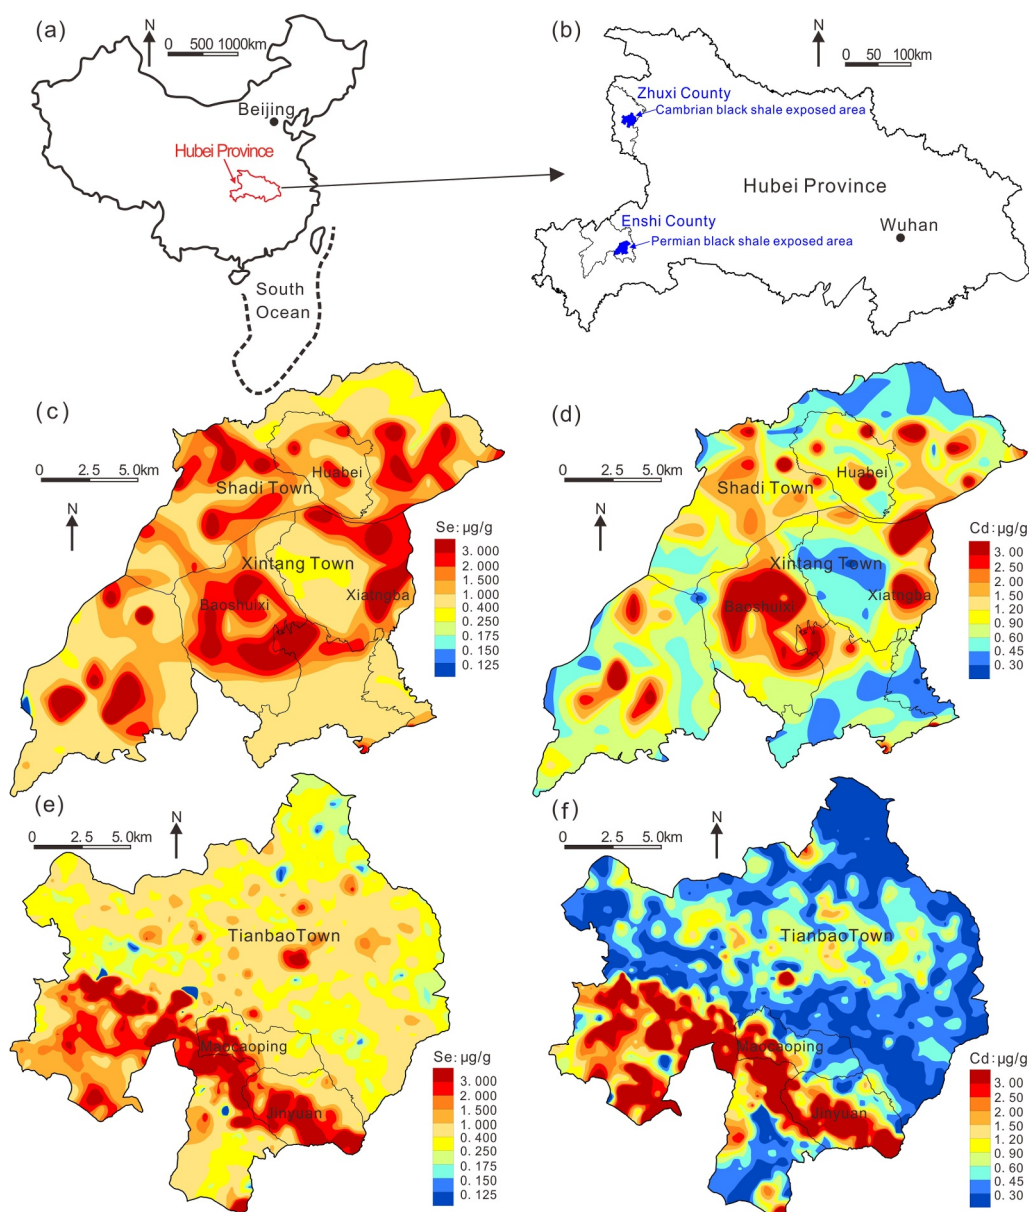 (a)
N
0 500 1000km
Beijing
Hubei Province
South
Ocean
(b)
N
0 50 100km
Zhuxi County
Cambrian black shale exposed area
Hubei Province
Enshi County
Permian black shale exposed area
Wuhan
(c)
0 2.5 5.0km
N
Huabei
Shadi Town
Xintang Town
Baoshuixi
Xiatngba
Se: μg/g
3. 000
2. 000
1. 500
1. 000
0. 400
0. 250
0. 175
0. 150
0. 125
(d)
0 2.5 5.0km
N
Huabei
Shadi Town
Xintang Town
Baoshuixi
Xiatngba
Cd: μg/g
3. 00
2. 50
2. 00
1. 50
1. 20
0. 90
0. 60
0. 45
0. 30
(e)
0 2.5 5.0km
N
TianbaoTown
Maocaoping
Jinyuan
Se: μg/g
3. 000
2. 000
1. 500
1. 000
0. 400
0. 250
0. 175
0. 150
0. 125
(f)
0 2.5 5.0km
N
TianbaoTown
Maocaoping
Jinyuan
Cd: μg/g
3. 00
2. 50
2. 00
1. 50
1. 20
0. 90
0. 60
0. 45
0. 30